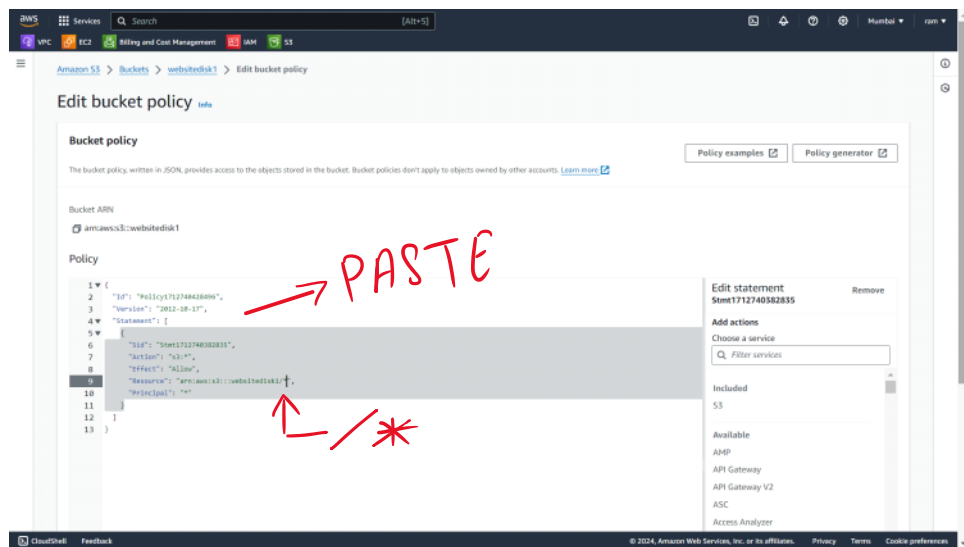 aws Services Search [Alt+S] Mumbai ▼ ram ▼
VPC EC2 Billing and Cost Management IAM S3
Amazon S3 > Buckets > websitedisk1 > Edit bucket policy
Edit bucket policy Info
Bucket policy
Policy examples Policy generator
The bucket policy, written in JSON, provides access to the objects stored in the bucket. Bucket policies don't apply to objects owned by other accounts. Learn more
Bucket ARN
arn:aws:s3:::websitedisk1
Policy
PASTE
1 ▼ {
2 "Id": "Policy1712740428496",
3 "Version": "2012-10-17",
4 ▼ "Statement": [
5 ▼ {
6 "Sid": "Stmt1712740382835",
7 "Action": "s3:*",
8 "Effect": "Allow",
9 "Resource": "arn:aws:s3:::websitedisk1/*",
10 "Principal": "*"
11 }
12 ]
13 }
/*
Edit statement Remove
Stmt1712740382835
Add actions
Choose a service
Filter services
Included
S3
Available
AMP
API Gateway
API Gateway V2
ASC
Access Analyzer
CloudShell Feedback © 2024, Amazon Web Services, Inc. or its affiliates. Privacy Terms Cookie preferences